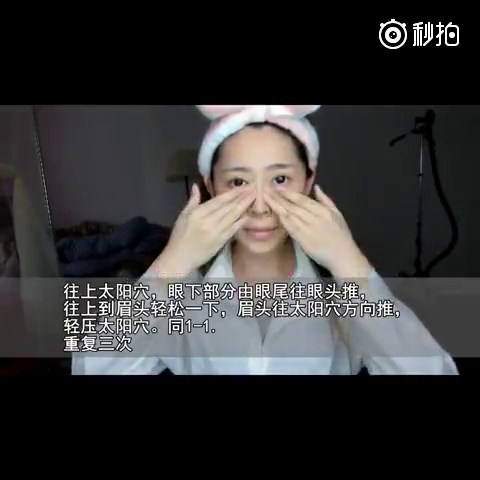 秒拍
往上太阳穴，眼下部分由眼尾往眼头推，
往上到眉头轻松一下，眉头往太阳穴方向推，
轻压太阳穴。同1-1.
重复三次